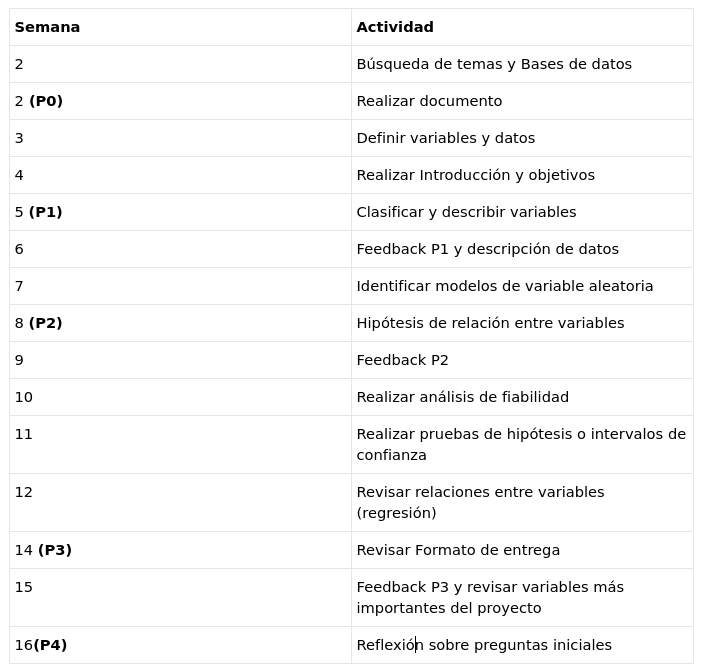 Semana Actividad
2 Búsqueda de temas y Bases de datos
2 (P0) Realizar documento
3 Definir variables y datos
4 Realizar Introducción y objetivos
5 (P1) Clasificar y describir variables
6 Feedback P1 y descripción de datos
7 Identificar modelos de variable aleatoria
8 (P2) Hipótesis de relación entre variables
9 Feedback P2
10 Realizar análisis de fiabilidad
11 Realizar pruebas de hipótesis o intervalos de
confianza
12 Revisar relaciones entre variables
(regresión)
14 (P3) Revisar Formato de entrega
15 Feedback P3 y revisar variables más
importantes del proyecto
16(P4) Reflexión sobre preguntas iniciales